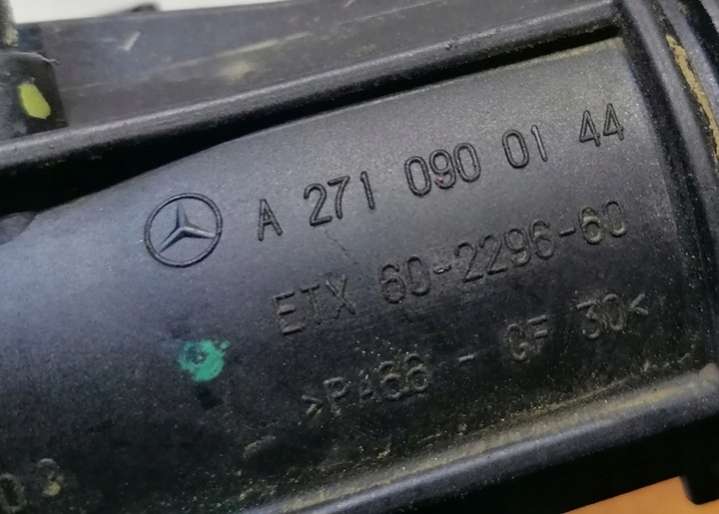 A 271 090 01 44
ETX 60-2296-60
>PA66 - GF 30<